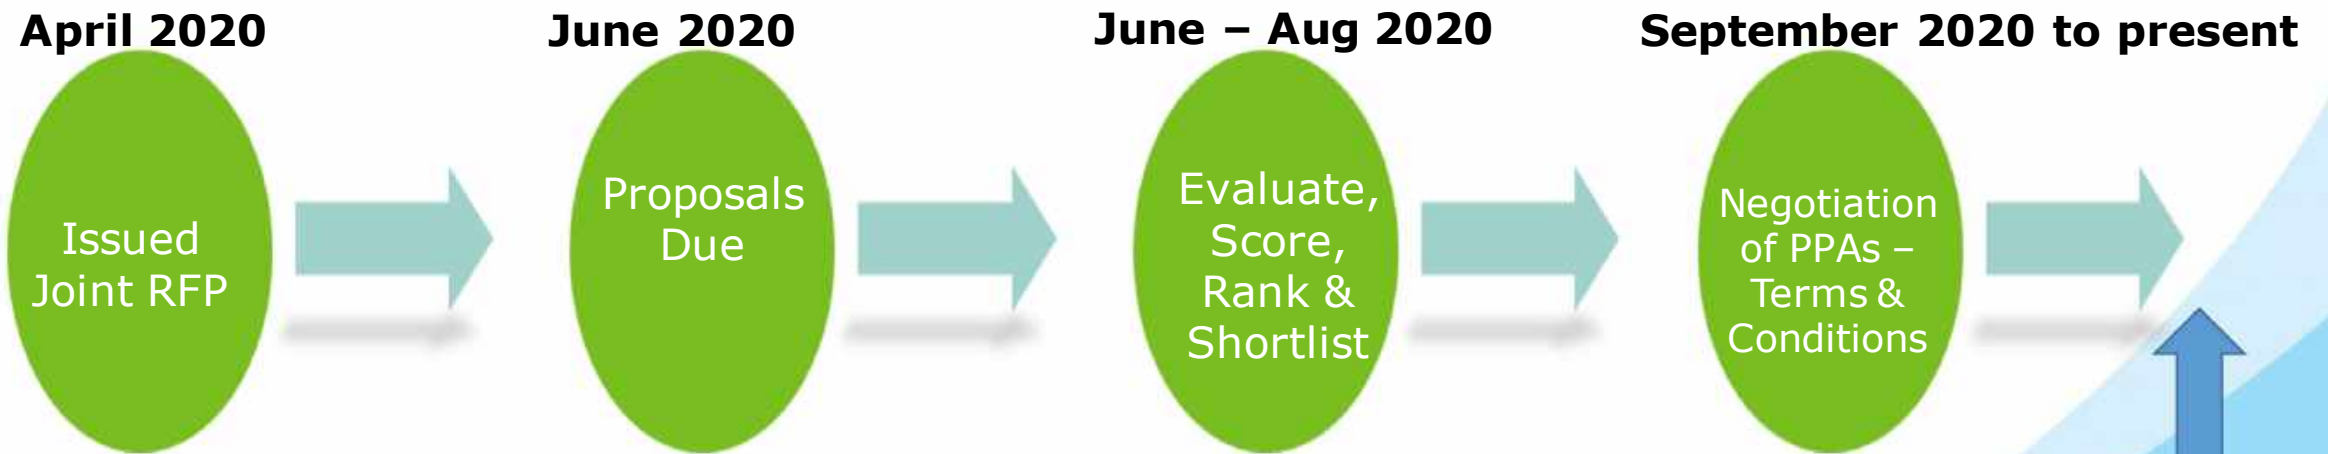 April 2020
June 2020
June – Aug 2020
September 2020 to present
Issued
Joint RFP
Proposals
Due
Evaluate,
Score,
Rank &
Shortlist
Negotiation
of PPAs –
Terms &
Conditions